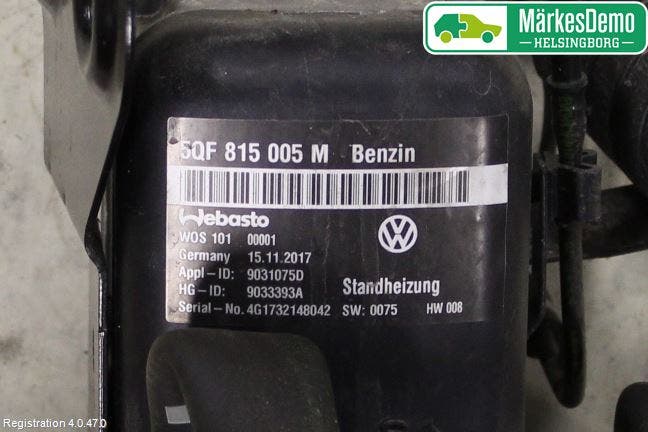 MärkesDemo
HELSINGBORG
5QF 815 005 M Benzin
Webasto
WOS 101 00001
Germany 15.11.2017
Appl-ID: 9031075D
HG-ID: 9033393A
Standheizung
Serial-No. 4G1732148042 SW: 0075 HW 008
Registration 4.0.47.0